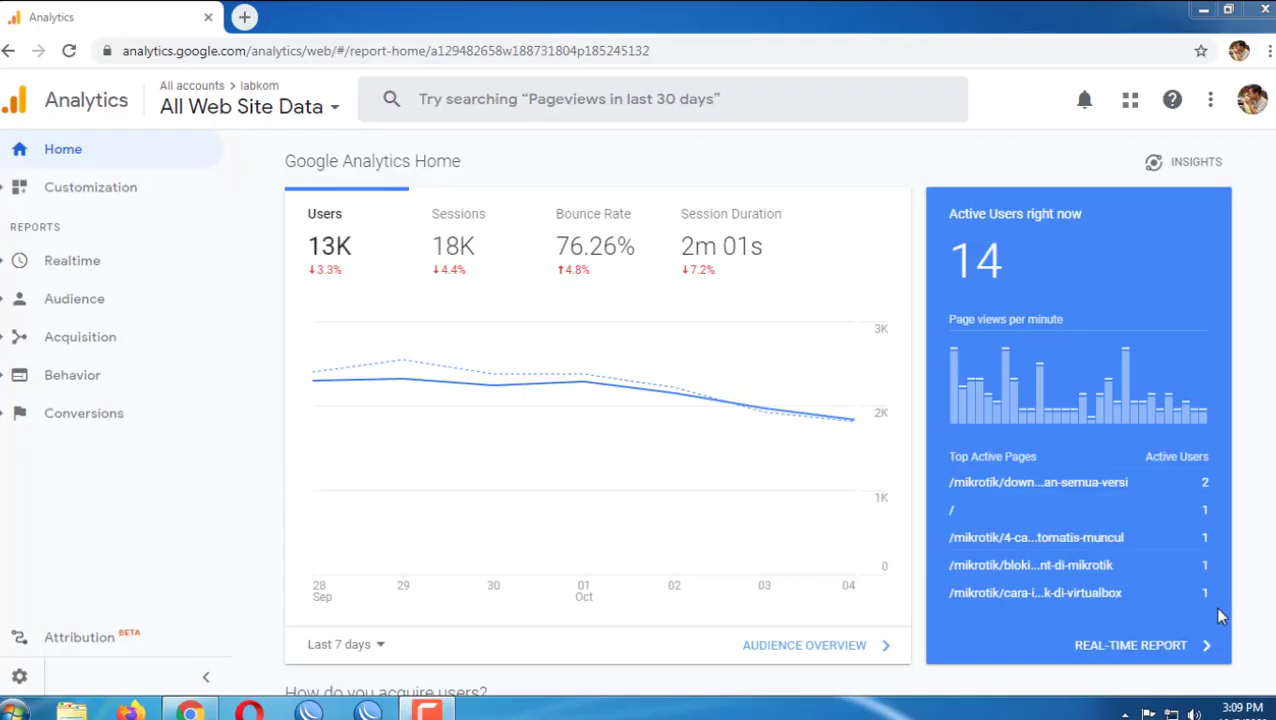 Analytics
analytics.google.com/analytics/web/#/report-home/a129482658w188731804p185245132
Analytics
All accounts > labkom
All Web Site Data
Try searching “Pageviews in last 30 days”
Home
Customization
REPORTS
Realtime
Audience
Acquisition
Behavior
Conversions
Attribution BETA
Google Analytics Home
INSIGHTS
Users
13K
3.3%
Sessions
18K
4.4%
Bounce Rate
76.26%
4.8%
Session Duration
2m 01s
7.2%
3K
2K
1K
0
28 Sep
29
30
01 Oct
02
03
04
Last 7 days
AUDIENCE OVERVIEW
Active Users right now
14
Page views per minute
Top Active Pages Active Users
/mikrotik/down...an-semua-versi 2
/ 1
/mikrotik/4-ca...tomatis-muncul 1
/mikrotik/bloki...nt-di-mikrotik 1
/mikrotik/cara-i...k-di-virtualbox 1
REAL-TIME REPORT
How do you acquire users?
3:09 PM